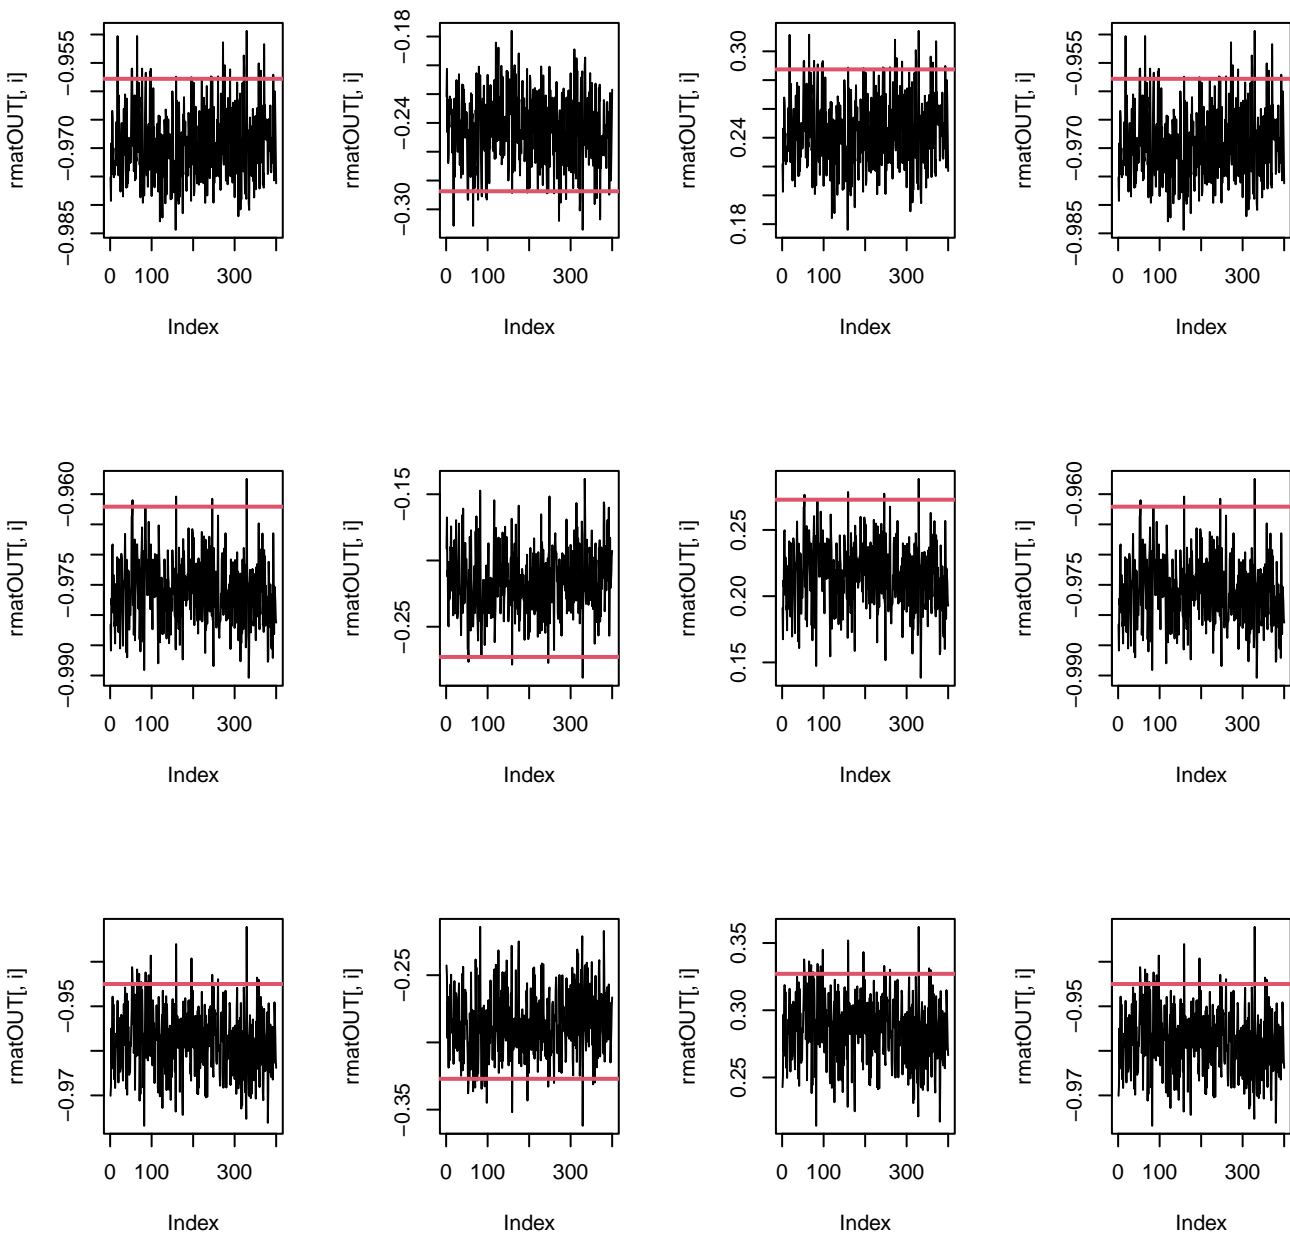 rmatOUT[, i]
−0.985 −0.970 −0.955
0 100 300
Index
rmatOUT[, i]
−0.30 −0.24 −0.18
0 100 300
Index
rmatOUT[, i]
0.18 0.24 0.30
0 100 300
Index
rmatOUT[, i]
−0.985 −0.970 −0.955
0 100 300
Index
rmatOUT[, i]
−0.990 −0.975 −0.960
0 100 300
Index
rmatOUT[, i]
−0.25 −0.15
0 100 300
Index
rmatOUT[, i]
0.15 0.20 0.25
0 100 300
Index
rmatOUT[, i]
−0.990 −0.975 −0.960
0 100 300
Index
rmatOUT[, i]
−0.97 −0.95
0 100 300
Index
rmatOUT[, i]
−0.35 −0.25
0 100 300
Index
rmatOUT[, i]
0.25 0.30 0.35
0 100 300
Index
rmatOUT[, i]
−0.97 −0.95
0 100 300
Index